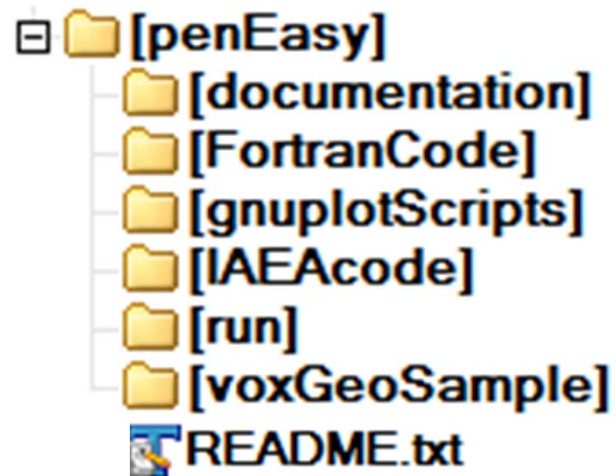 [penEasy]
[documentation]
[FortranCode]
[gnuplotScripts]
[IAEAcode]
[run]
[voxGeoSample]
README.txt